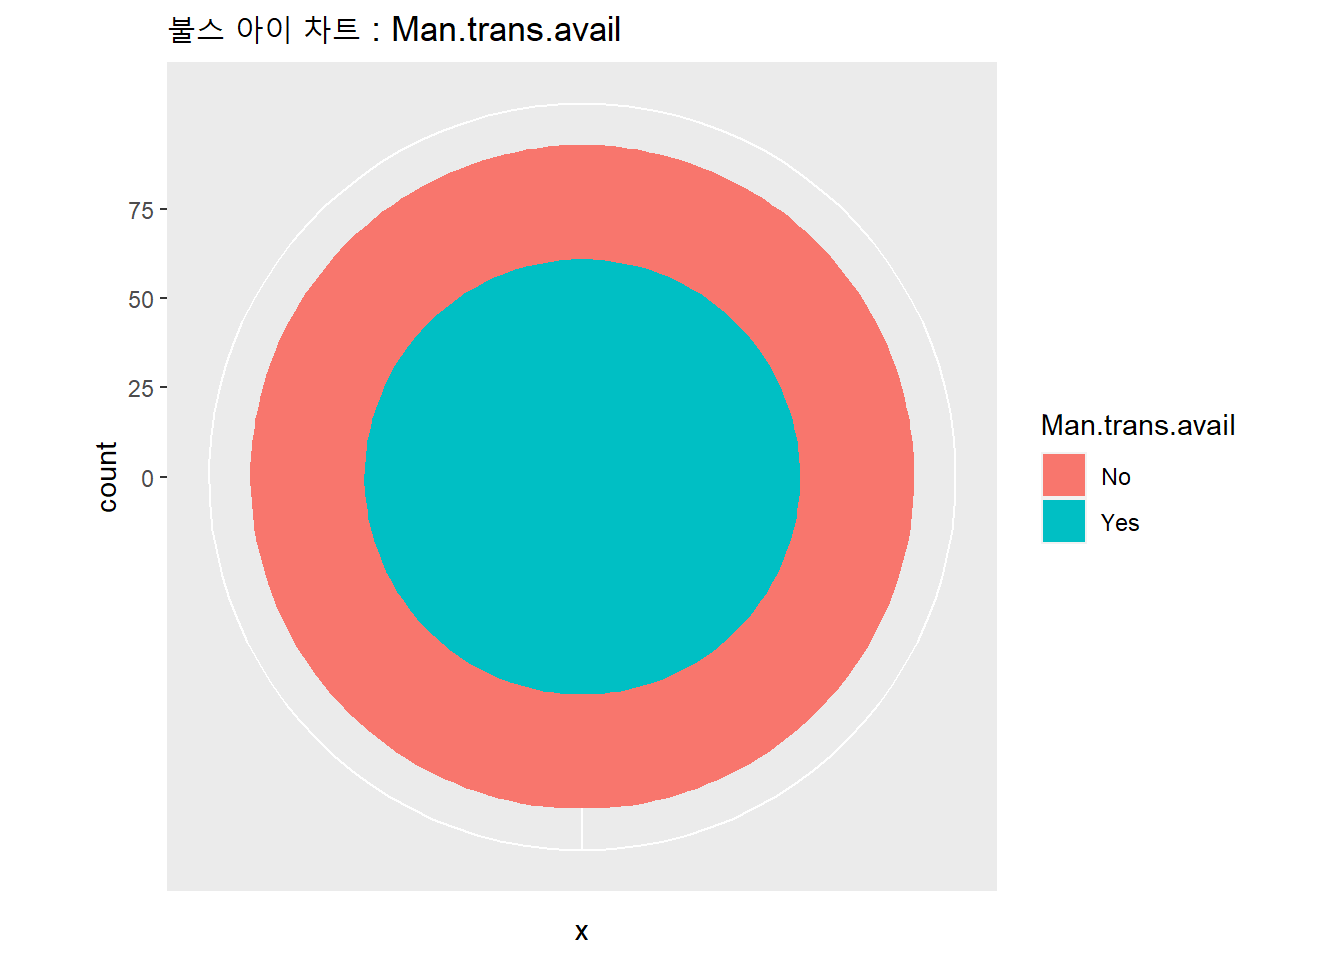 불스 아이 차트 : Man.trans.avail
75
50
25
0
count
x
Man.trans.avail
No
Yes